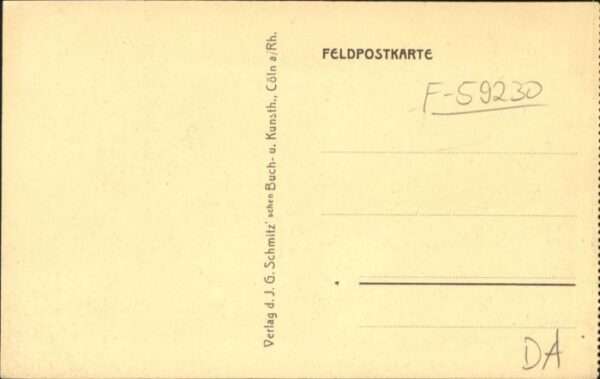 Verlag d. J. G. Schmitz'schen Buch- u. Kunsth., Cöln a/Rh.
FELDPOSTKARTE
F-59230
DA